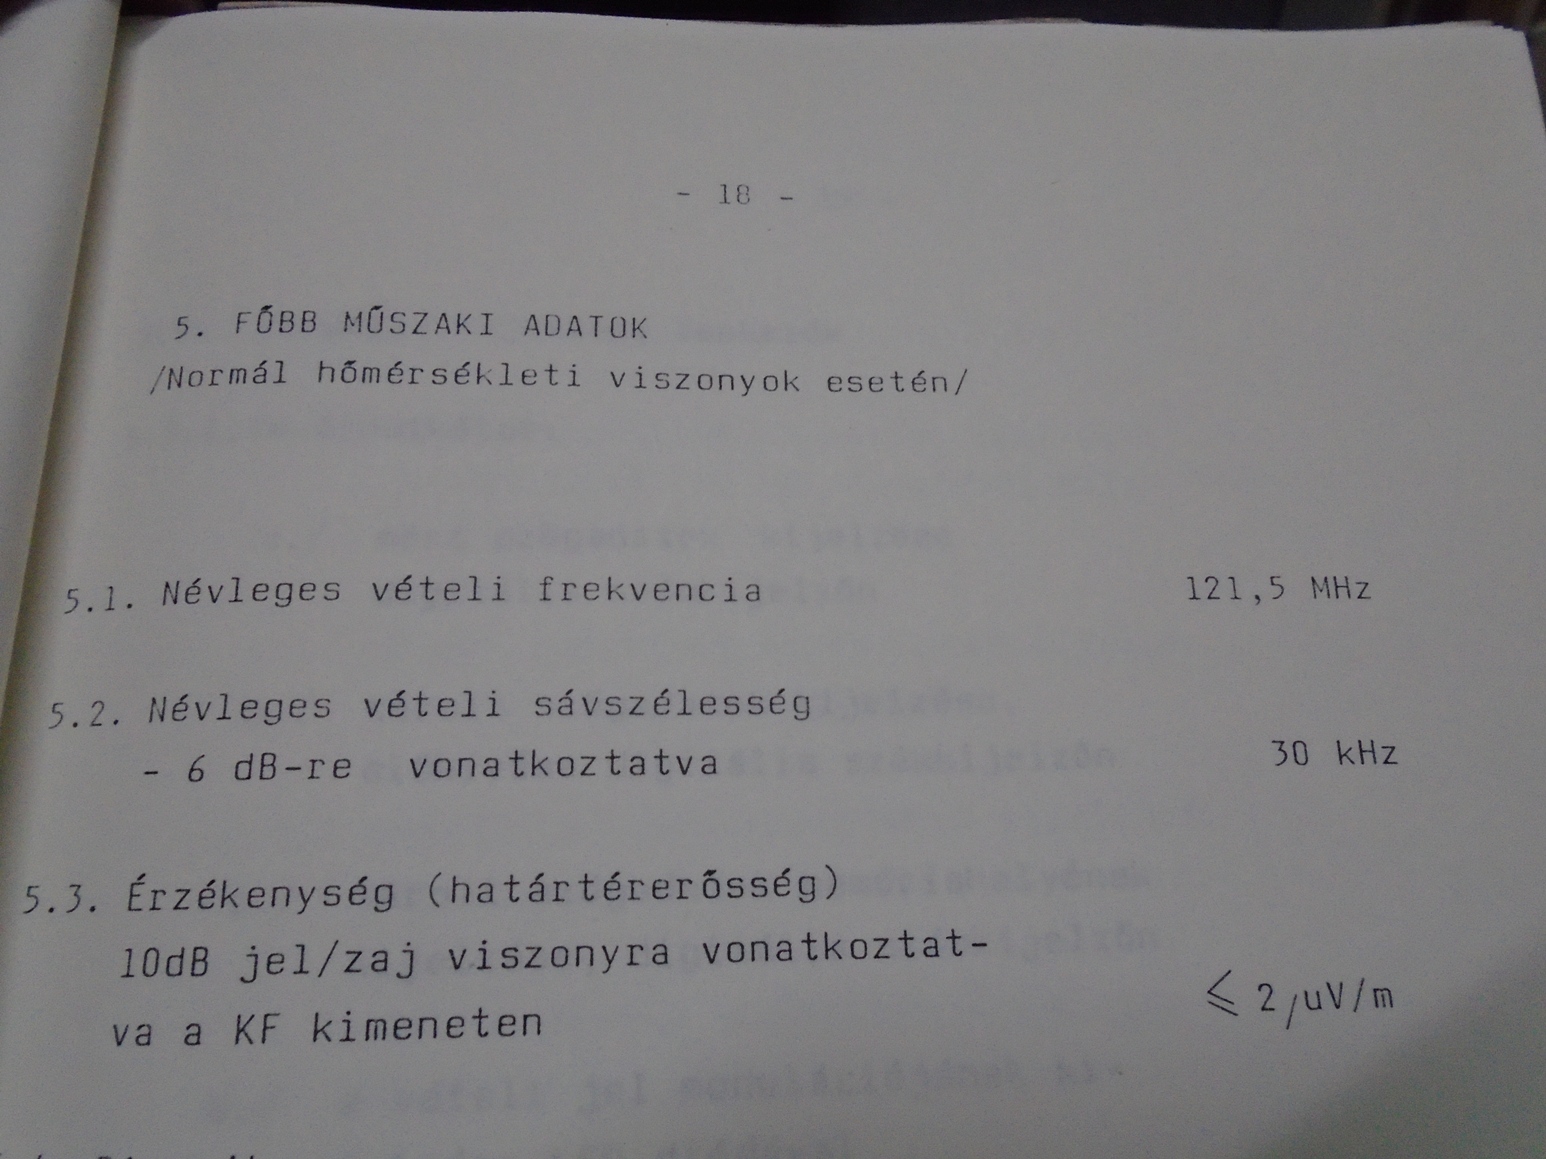 - 18 -
5. FŐBB MŰSZAKI ADATOK
/Normál hőmérsékleti viszonyok esetén/
5.1. Névleges vételi frekvencia 121,5 MHz
5.2. Névleges vételi sávszélesség
- 6 dB-re vonatkoztatva 30 kHz
5.3. Érzékenység (határtérerősség)
10dB jel/zaj viszonyra vonatkoztat-
va a KF kimeneten ⩽ 2 /uV/m